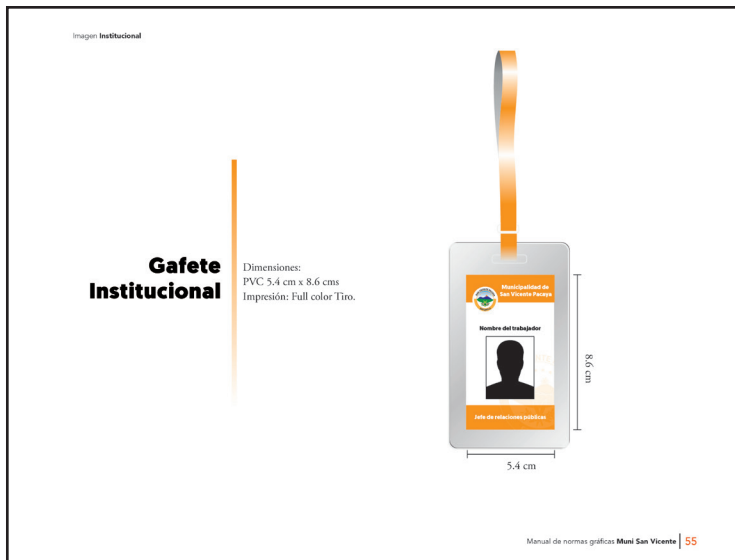 Imagen Institucional
Gafete
Institucional
Dimensiones:
PVC 5.4 cm x 8.6 cms
Impresión: Full color Tiro.
Municipalidad de
San Vicente Pacaya
Nombre del trabajador
Jefe de relaciones públicas
8.6 cm
5.4 cm
Manual de normas gráficas Muni San Vicente 55